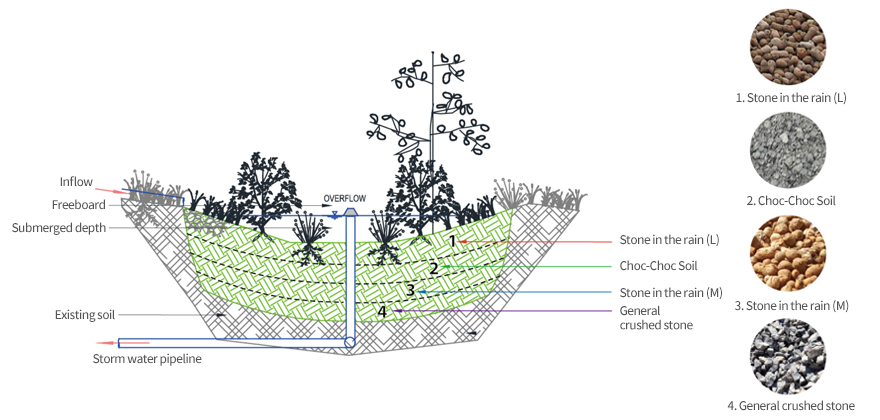 1. Stone in the rain (L)
2. Choc-Choc Soil
3. Stone in the rain (M)
4. General crushed stone
Inflow
Freeboard
Submerged depth
OVERFLOW
1
2
3
4
Stone in the rain (L)
Choc-Choc Soil
Stone in the rain (M)
General
crushed stone
Existing soil
Storm water pipeline